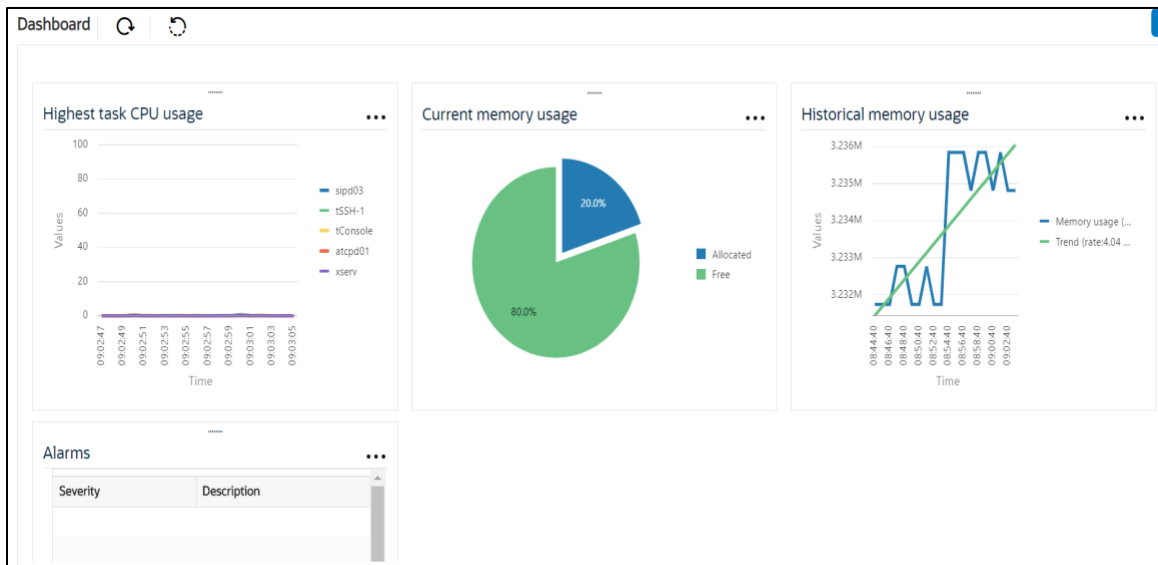 Dashboard
Highest task CPU usage
100
80
60
40
20
0
Values
09:02:47
09:02:49
09:02:51
09:02:53
09:02:55
09:02:57
09:02:59
09:03:01
09:03:03
09:03:05
Time
sipd03
tSSH-1
tConsole
atcpd01
xserv
Current memory usage
20.0%
80.0%
Allocated
Free
Historical memory usage
3.236M
3.235M
3.234M
3.233M
3.232M
Values
08:44:40
08:46:40
08:48:40
08:50:40
08:52:40
08:54:40
08:56:40
08:58:40
09:00:40
09:02:40
Time
Memory usage (...
Trend (rate:4.04 ...
Alarms
Severity Description